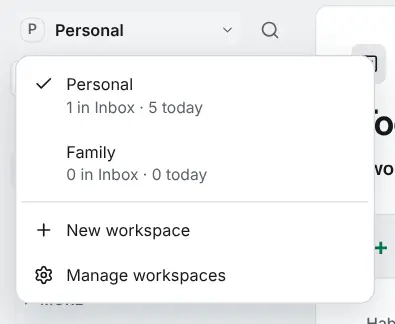 P Personal
Personal
1 in Inbox · 5 today
Family
0 in Inbox · 0 today
New workspace
Manage workspaces